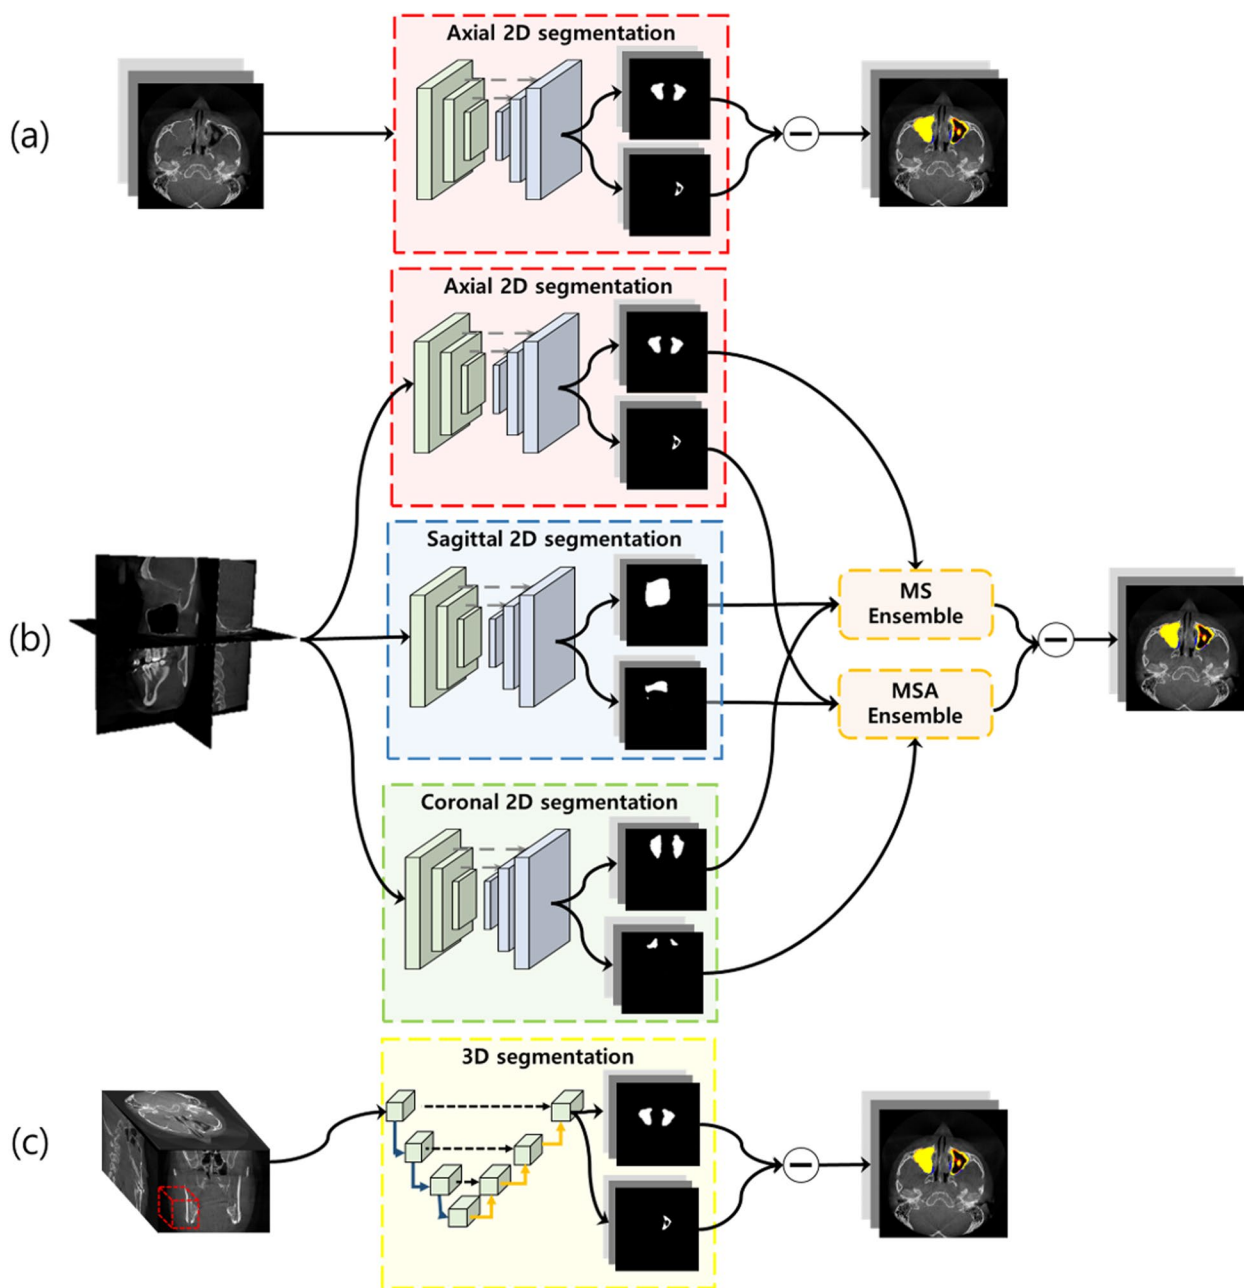 (a)
Axial 2D segmentation
(b)
Axial 2D segmentation
Sagittal 2D segmentation
MS
Ensemble
MSA
Ensemble
Coronal 2D segmentation
(c)
3D segmentation